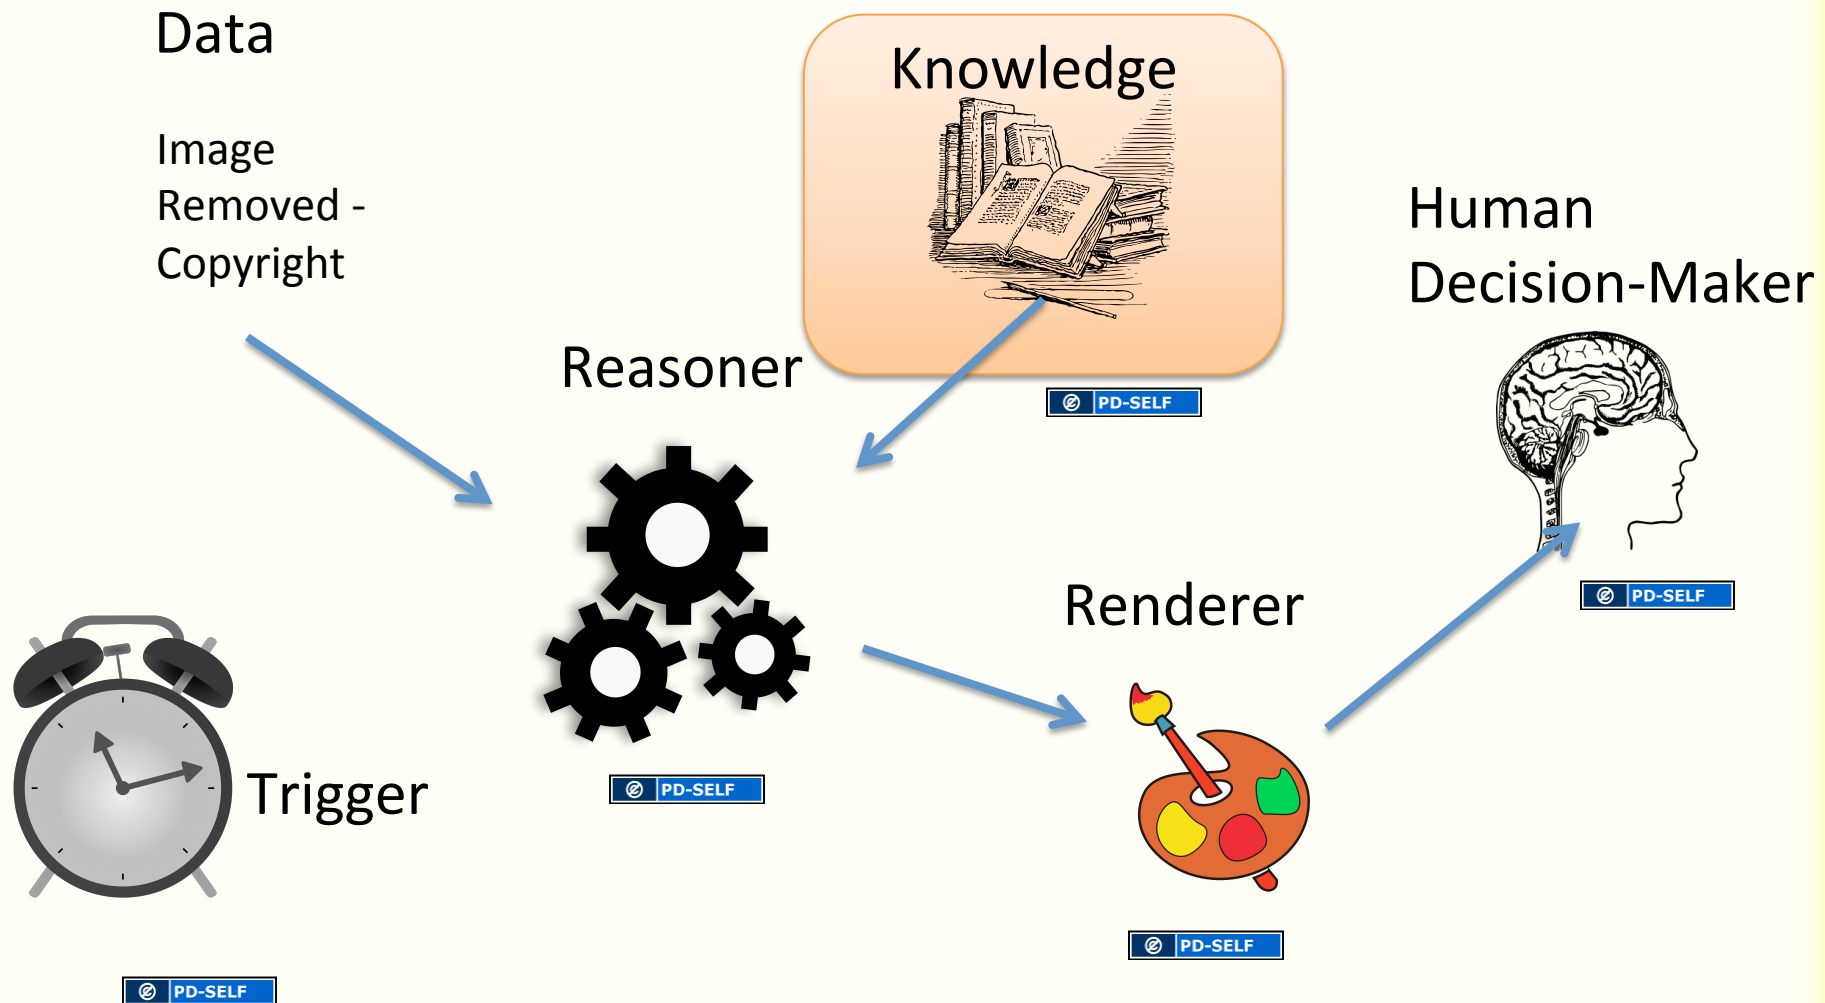 Data
Image
Removed -
Copyright
Knowledge
PD-SELF
Human
Decision-Maker
PD-SELF
Reasoner
PD-SELF
Renderer
PD-SELF
Trigger
PD-SELF